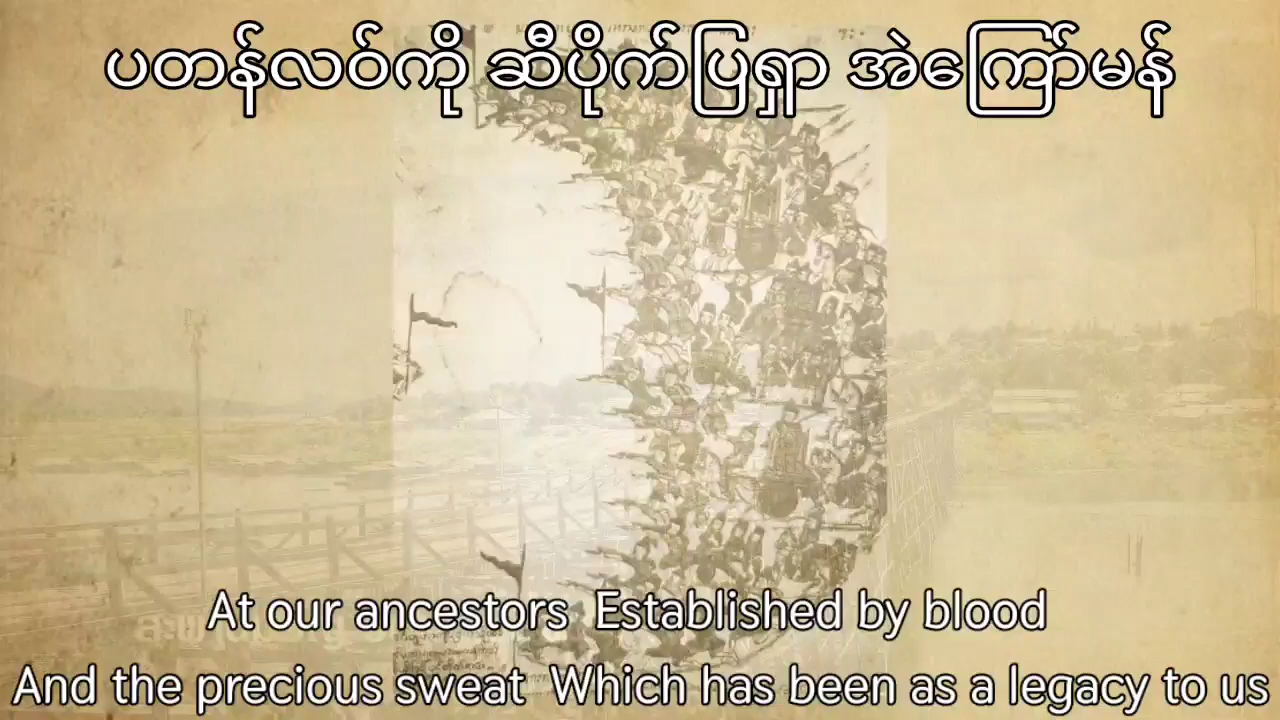 ပတန်လဝ်ကို ဆီပိုက်ပြရှာ အဲကြော်မန်
At our ancestors Established by blood
And the precious sweat Which has been as a legacy to us